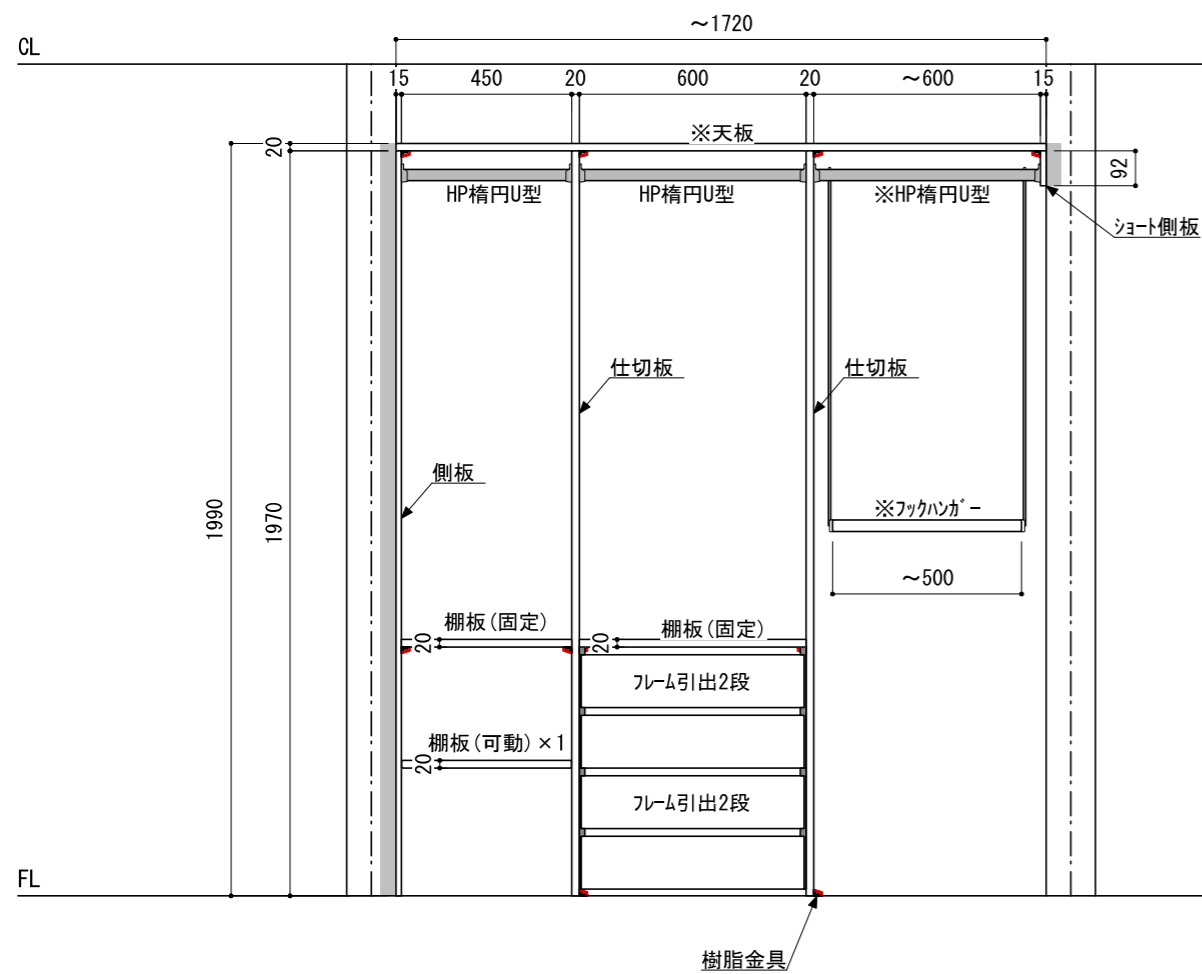 ～1720
CL
15 450 20 600 20 ～600 15
※天板
20
92
HP楕円U型 HP楕円U型 ※HP楕円U型
ｼｮｰﾄ側板
仕切板 仕切板
側板
1990
1970
※ﾌｯｸﾊﾝｶﾞｰ
～500
棚板(固定) 棚板(固定)
20 20
ﾌﾚｰﾑ引出2段
棚板(可動)×1
20
ﾌﾚｰﾑ引出2段
FL
樹脂金具